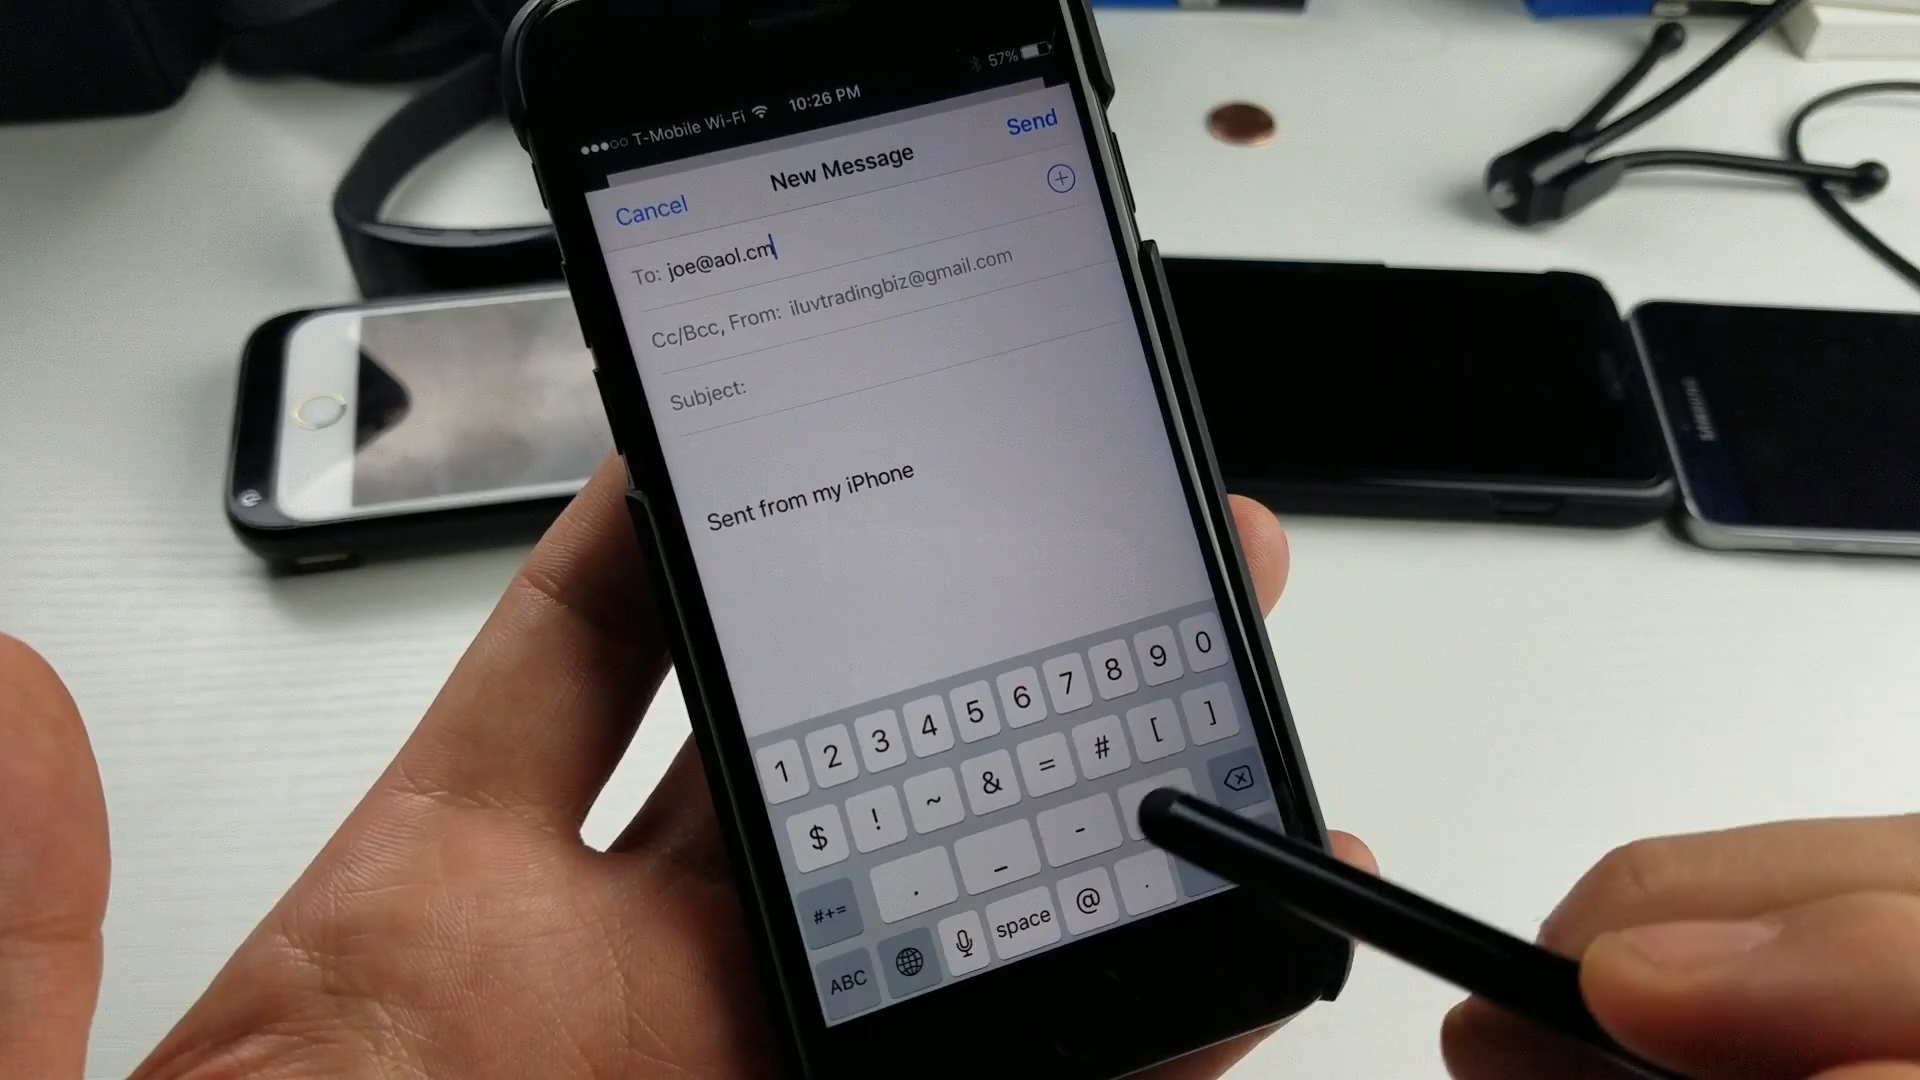 ●●●○○ T-Mobile Wi-Fi 10:26 PM 57%
Cancel New Message Send
To: joe@aol.cm
Cc/Bcc, From: iluvtradingbiz@gmail.com
Subject:
Sent from my iPhone
1 2 3 4 5 6 7 8 9 0
$ ! ~ & = # [ ]
#+= . _ -
ABC space @ .
SAMSUNG